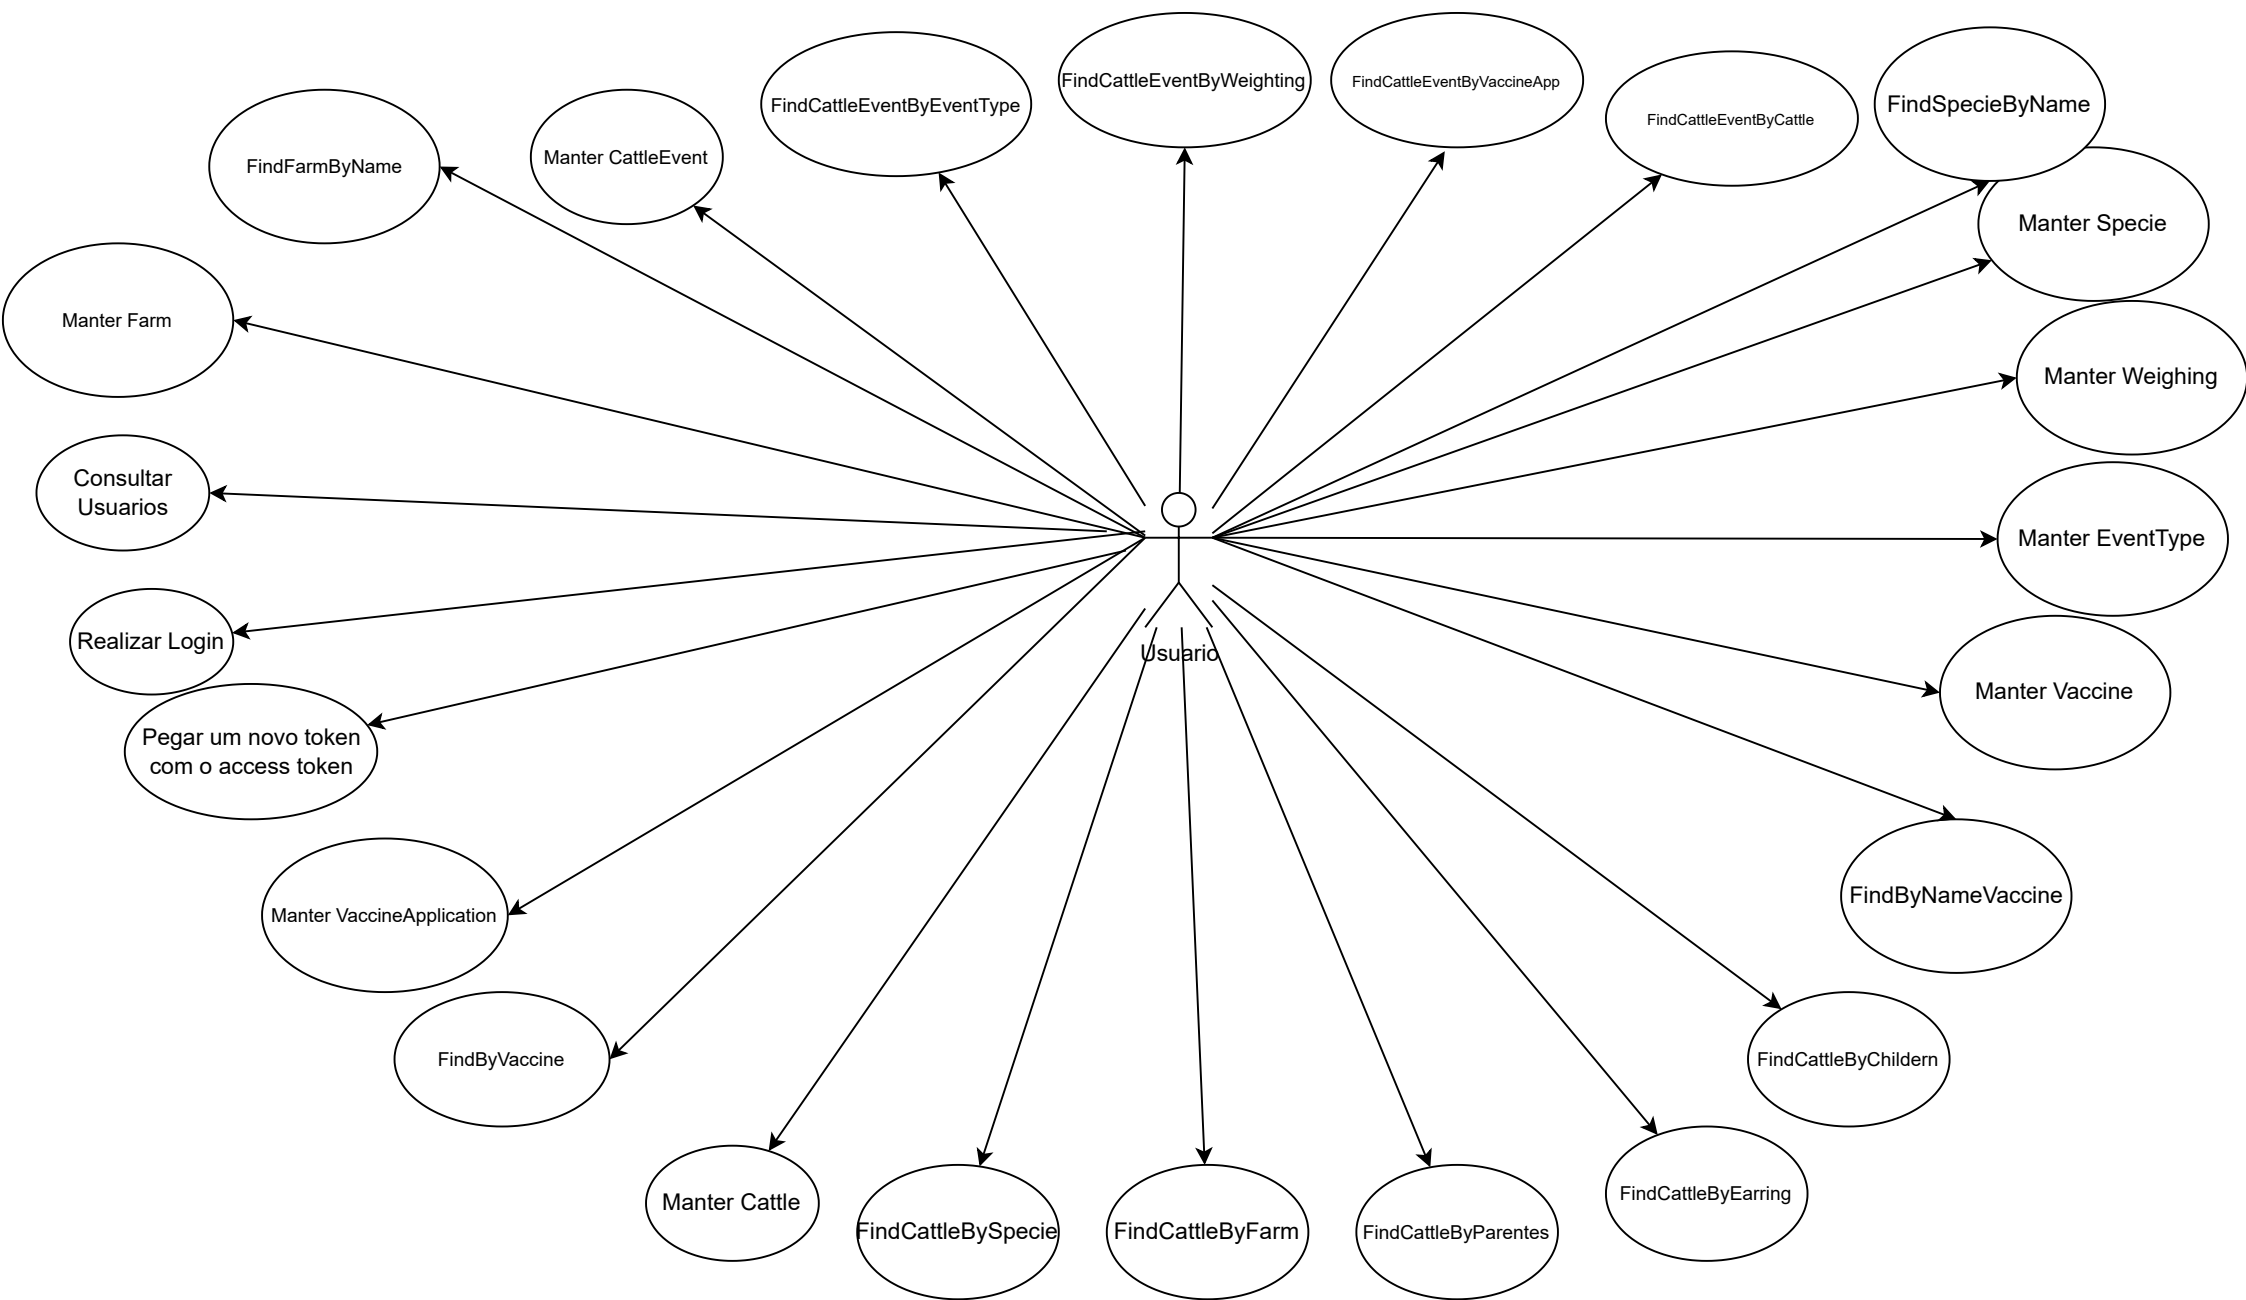 FindCattleEventByWeighting
FindCattleEventByVaccineApp
FindCattleEventByEventType
FindSpecieByName
FindCattleEventByCattle
Manter CattleEvent
FindFarmByName
Manter Specie
Manter Farm
Manter Weighing
Consultar
Usuarios
Manter EventType
Realizar Login
Usuario
Manter Vaccine
Pegar um novo token
com o access token
FindByNameVaccine
Manter VaccineApplication
FindByVaccine
FindCattleByChildern
FindCattleByEarring
Manter Cattle
FindCattleBySpecie
FindCattleByFarm
FindCattleByParentes